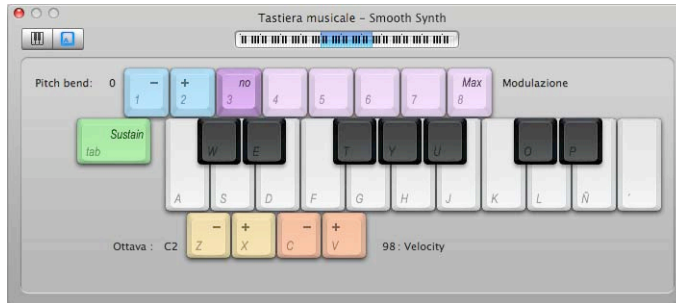 Tastiera musicale – Smooth Synth
Pitch bend: 0 − + no Max Modulazione
1 2 3 4 5 6 7 8
Sustain
tab W E T Y U O P
A S D F G H J K L Ñ '
Ottava : C2 − + − + 98 : Velocity
Z X C V